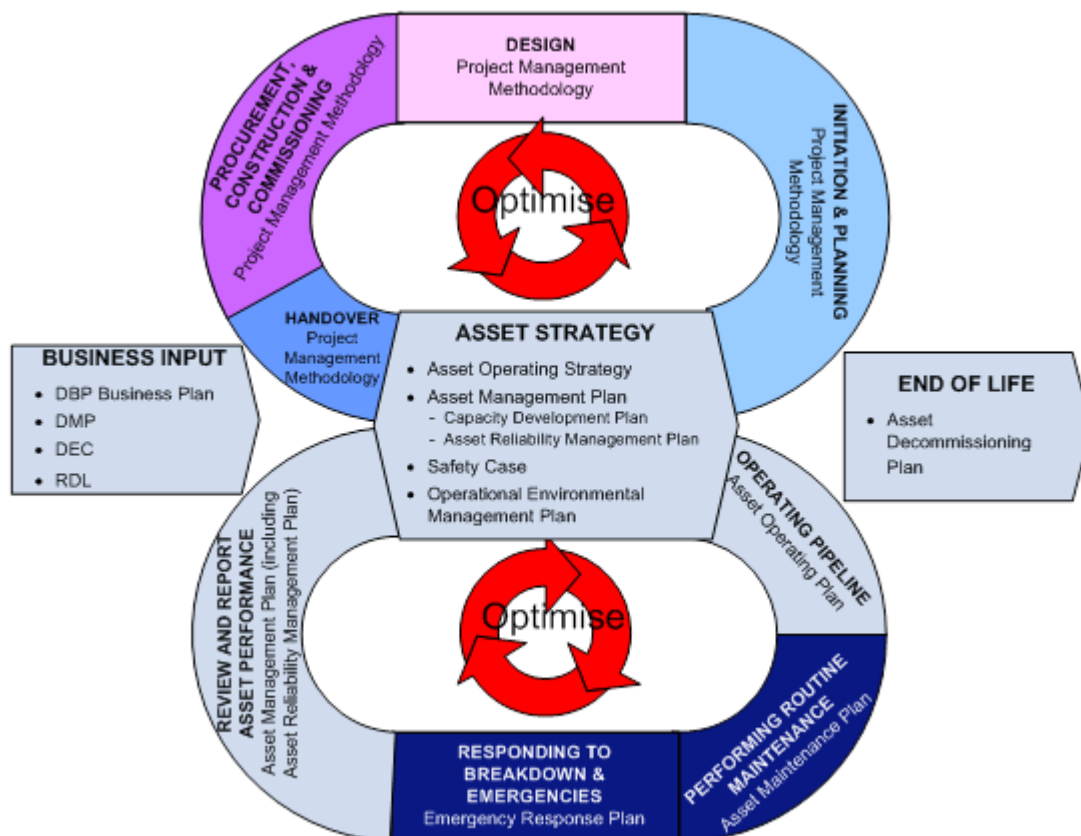 DESIGN
Project Management
Methodology
PROCUREMENT,
CONSTRUCTION &
COMMISSIONING
Project Management Methodology
INITIATION & PLANNING
Project Management
Methodology
Optimise
HANDOVER
Project
Management
Methodology
BUSINESS INPUT
• DBP Business Plan
• DMP
• DEC
• RDL
ASSET STRATEGY
• Asset Operating Strategy
• Asset Management Plan
- Capacity Development Plan
- Asset Reliability Management Plan
• Safety Case
• Operational Environmental
Management Plan
END OF LIFE
• Asset
Decommissioning
Plan
OPERATING PIPELINE
Asset Operating Plan
REVIEW AND REPORT
ASSET PERFORMANCE
Asset Management Plan (including
Asset Reliability Management Plan)
Optimise
PERFORMING ROUTINE
MAINTENANCE
Asset Maintenance Plan
RESPONDING TO
BREAKDOWN &
EMERGENCIES
Emergency Response Plan